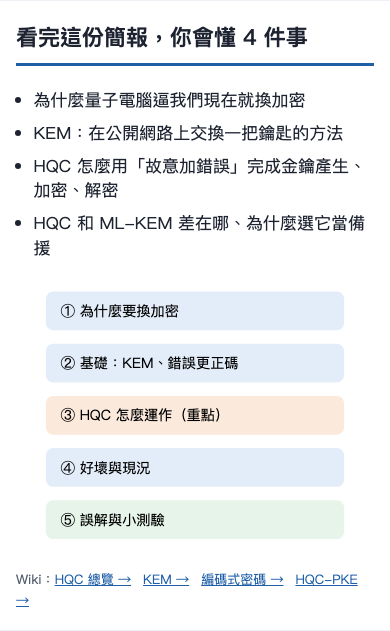 看完這份簡報，你會懂 4 件事
為什麼量子電腦逼我們現在就換加密
KEM：在公開網路上交換一把鑰匙的方法
HQC 怎麼用「故意加錯誤」完成金鑰產生、
加密、解密
HQC 和 ML-KEM 差在哪、為什麼選它當備
援
① 為什麼要換加密
② 基礎：KEM、錯誤更正碼
③ HQC 怎麼運作（重點）
④ 好壞與現況
⑤ 誤解與小測驗
Wiki：HQC 總覽 → KEM → 編碼式密碼 → HQC-PKE
→